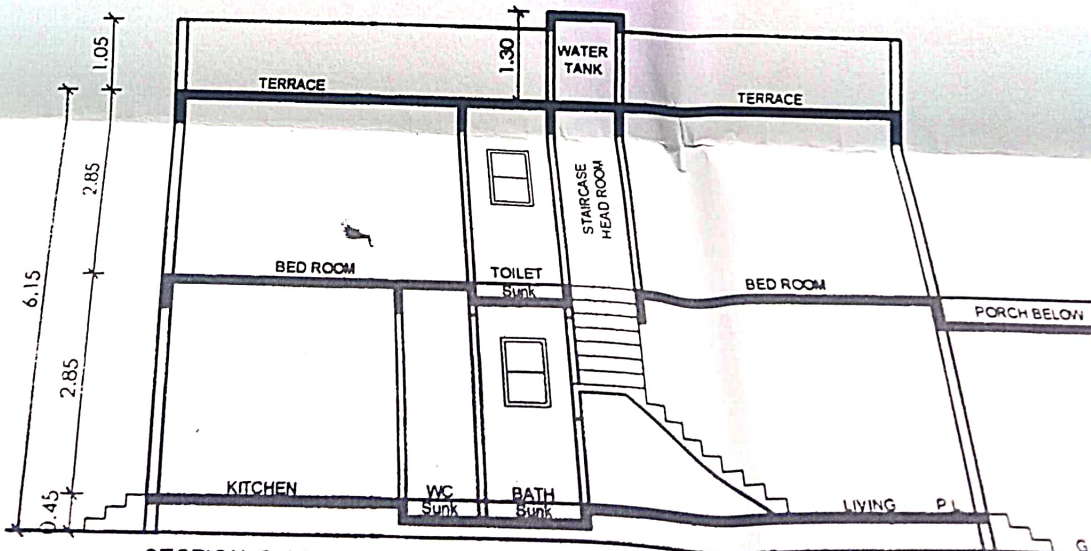 1.05
1.30
WATER
TANK
TERRACE
TERRACE
2.85
STAIRCASE
HEAD ROOM
6.15
BED ROOM
TOILET
Sunk
BED ROOM
PORCH BELOW
2.85
0.45
KITCHEN
WC
Sunk
BATH
Sunk
LIVING
P.L
G